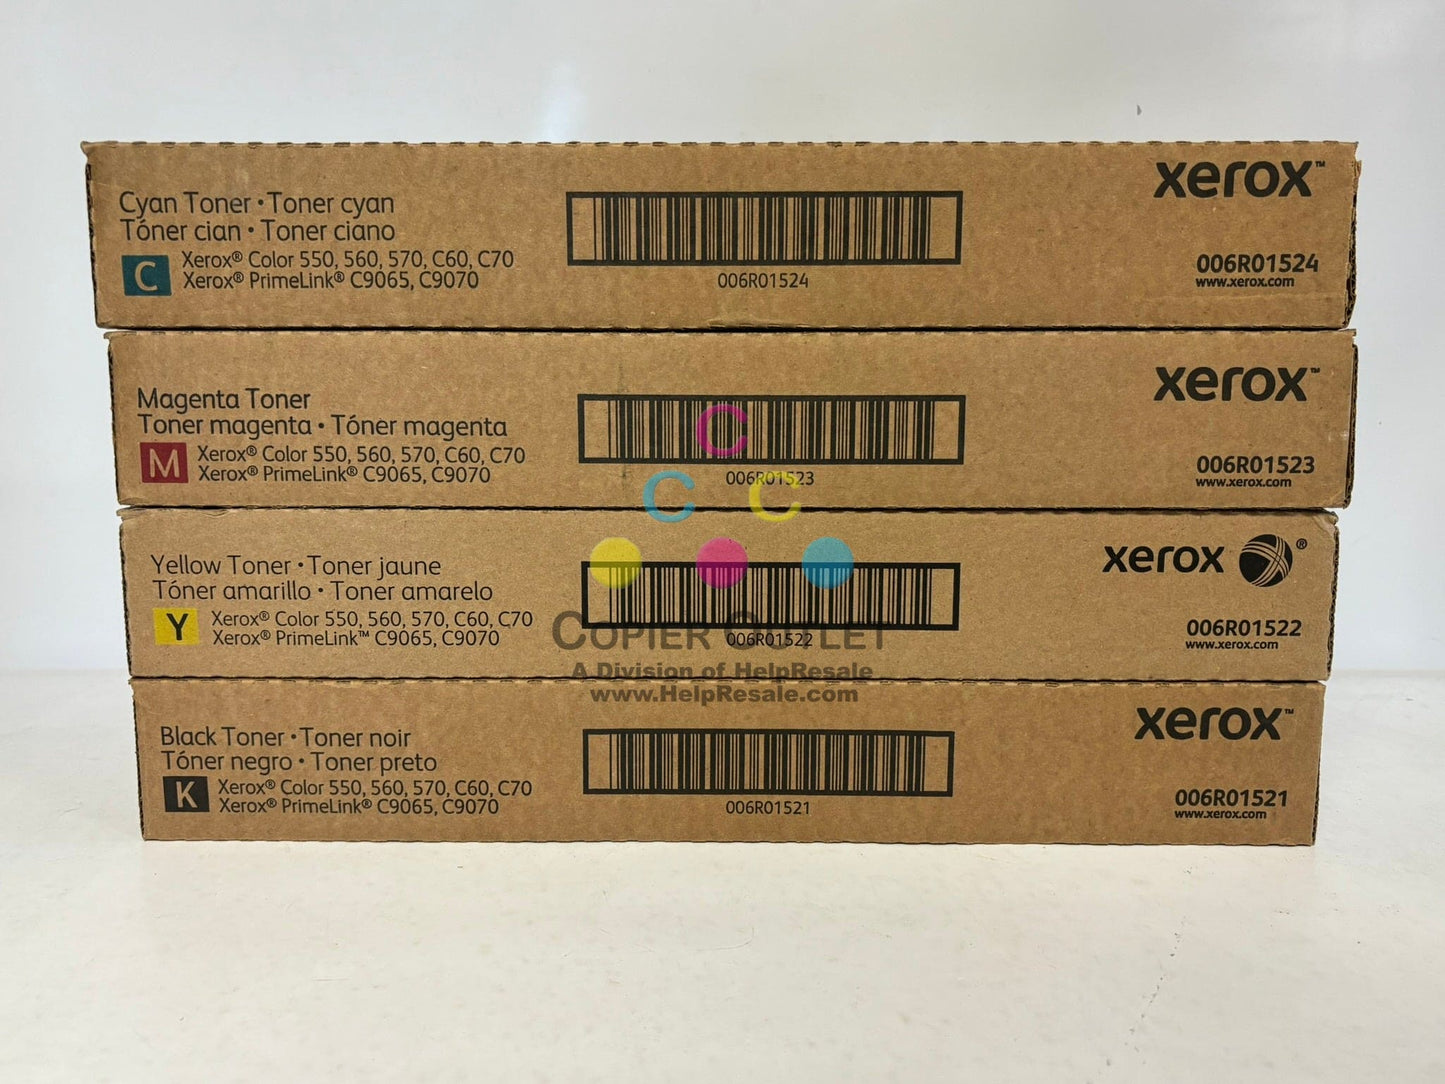 Cyan Toner • Toner cyan
Tóner cian • Toner ciano
C
Xerox® Color 550, 560, 570, C60, C70
Xerox® PrimeLink® C9065, C9070
006R01524
xerox™
006R01524
www.xerox.com
Magenta Toner
Toner magenta • Tóner magenta
M
Xerox® Color 550, 560, 570, C60, C70
Xerox® PrimeLink® C9065, C9070
006R01523
xerox™
006R01523
www.xerox.com
Yellow Toner • Toner jaune
Tóner amarillo • Toner amarelo
Y
Xerox® Color 550, 560, 570, C60, C70
Xerox® PrimeLink™ C9065, C9070
006R01522
xerox ®
006R01522
www.xerox.com
Black Toner • Toner noir
Tóner negro • Toner preto
K
Xerox® Color 550, 560, 570, C60, C70
Xerox® PrimeLink® C9065, C9070
006R01521
xerox™
006R01521
www.xerox.com
C
C C
Copier Outlet
A Division of HelpResale
www.HelpResale.com